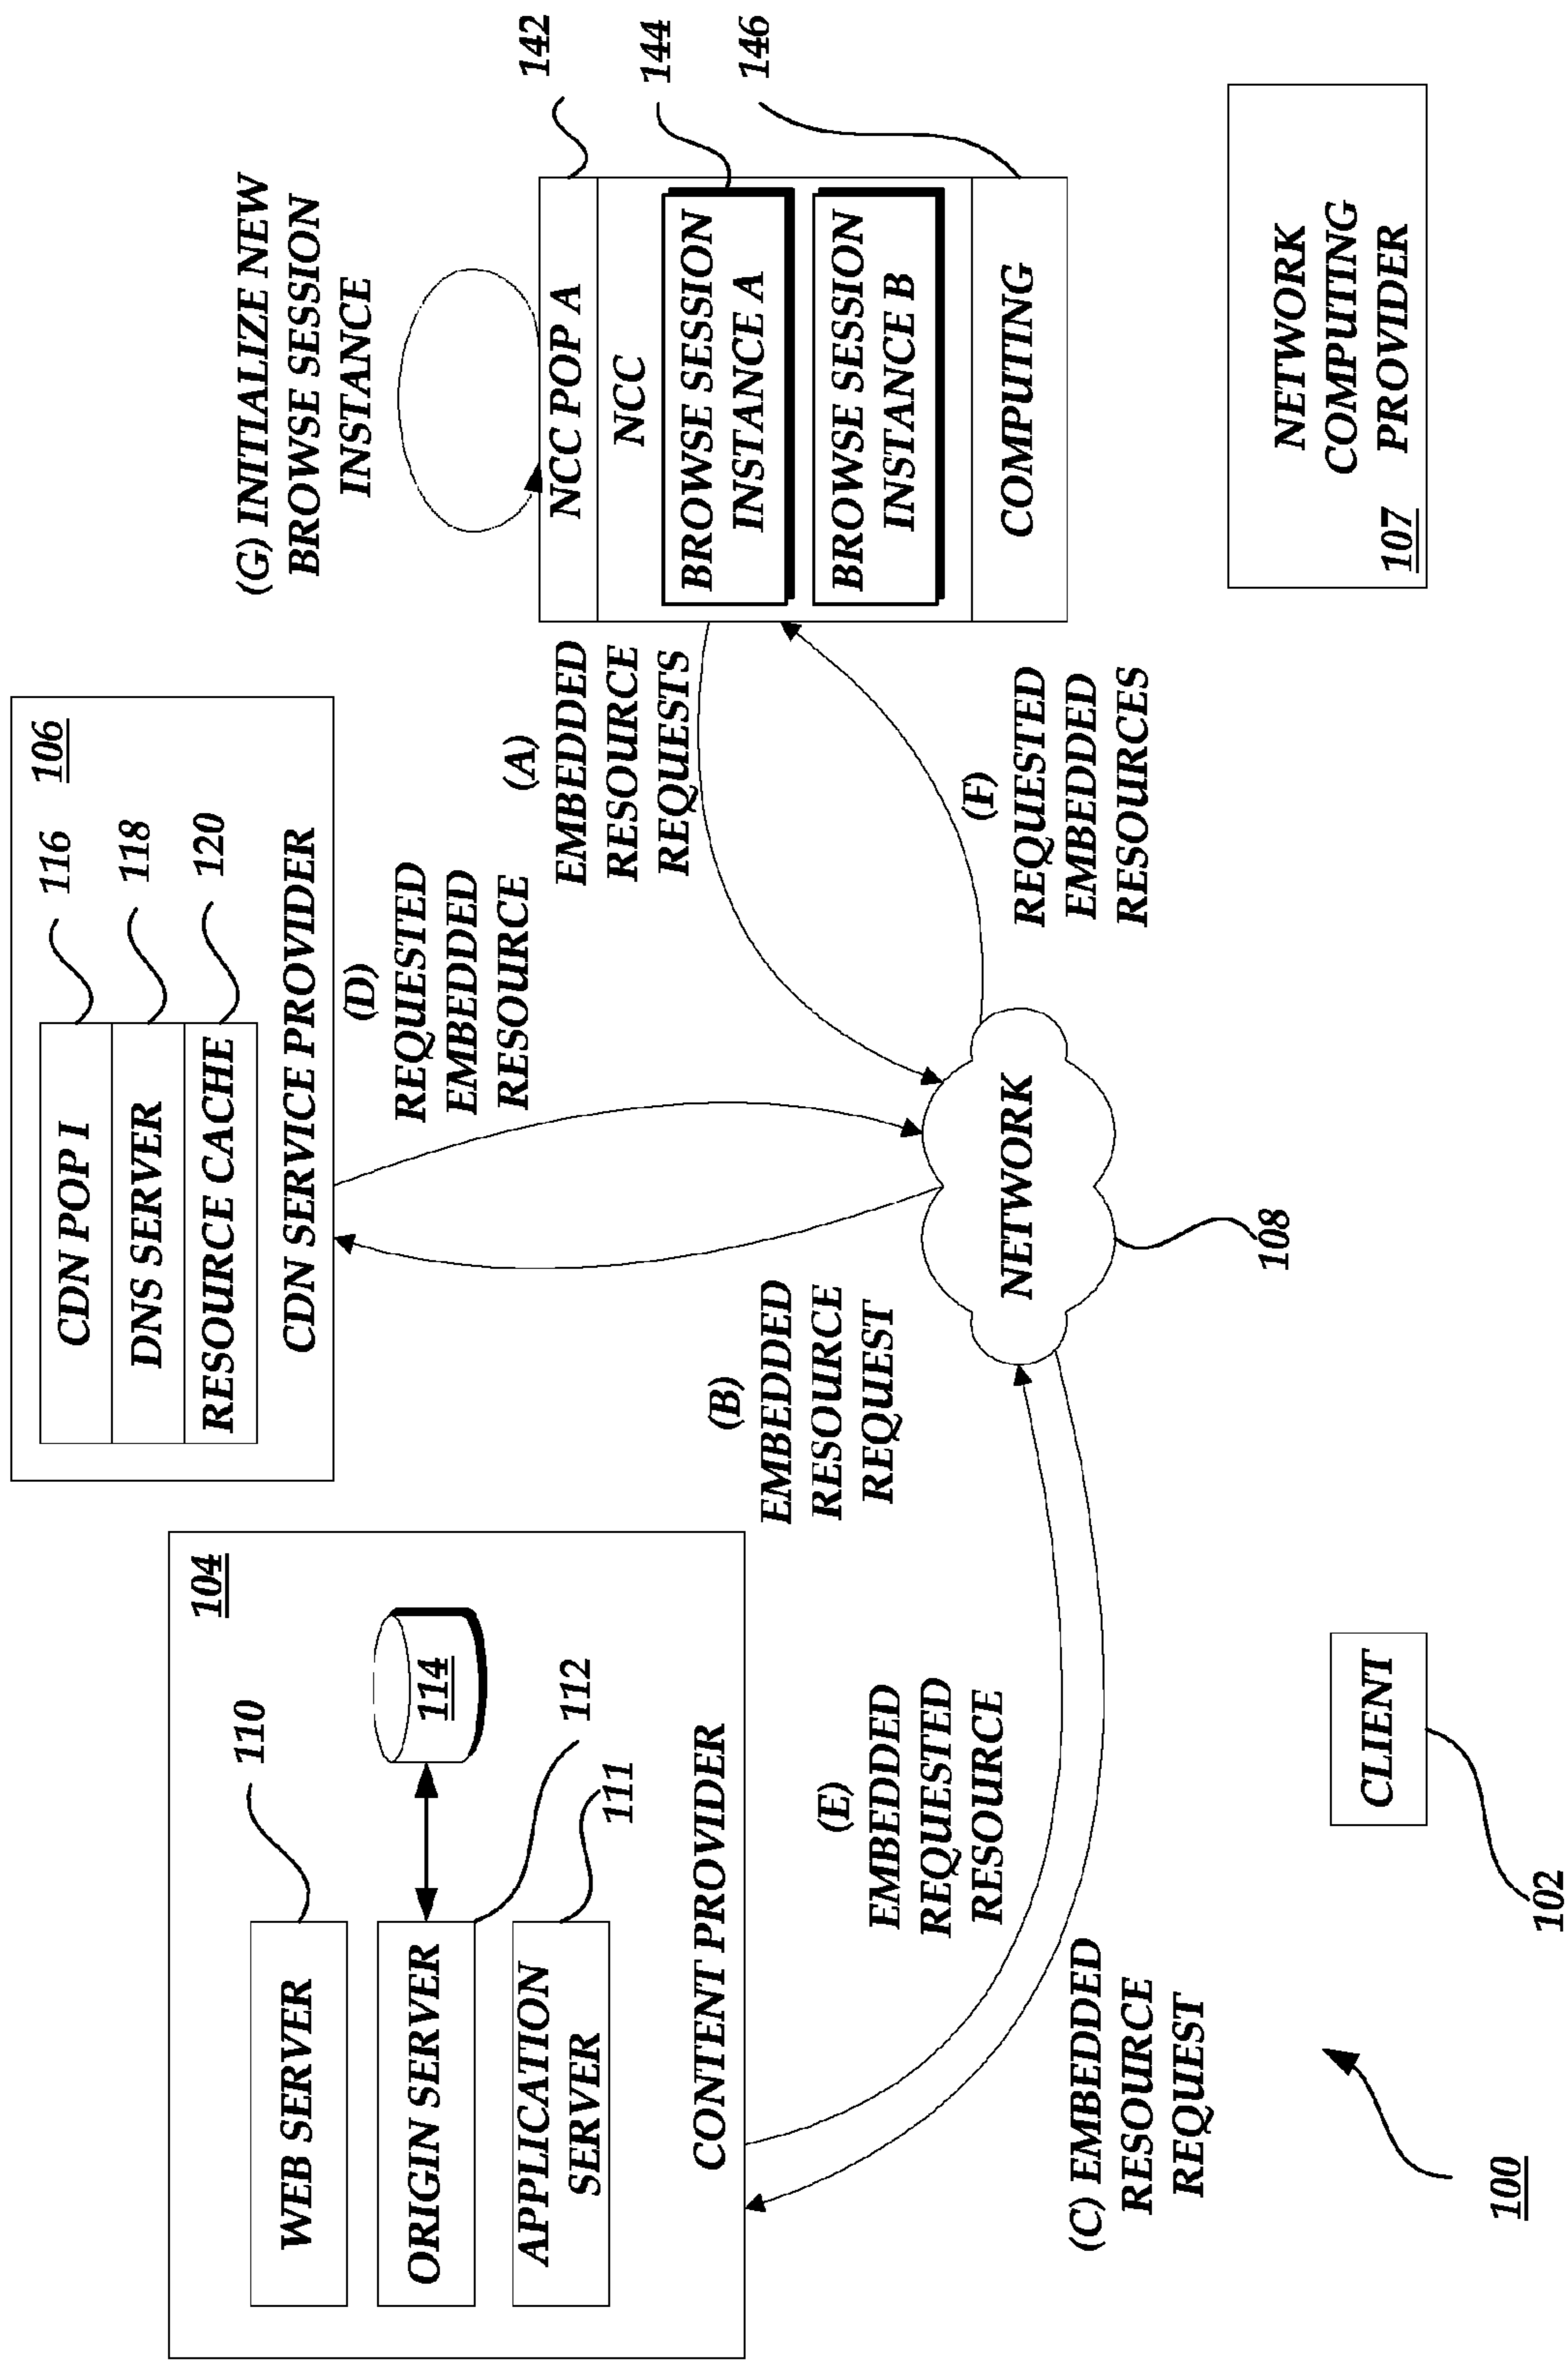 104
WEB SERVER
110
ORIGIN SERVER
114
112
APPLICATION
SERVER
111
CONTENT PROVIDER
CDN POP 1
DNS SERVER
RESOURCE CACHE
116
118
120
106
CDN SERVICE PROVIDER
(G) INITIALIZE NEW
BROWSE SESSION
INSTANCE
NCC POP A
NCC
BROWSE SESSION
INSTANCE A
BROWSE SESSION
INSTANCE B
COMPUTING
142
144
146
(D)
REQUESTED
EMBEDDED
RESOURCE
(A)
EMBEDDED
RESOURCE
REQUESTS
(B)
EMBEDDED
RESOURCE
REQUEST
(E)
EMBEDDED
REQUESTED
RESOURCE
(F)
REQUESTED
EMBEDDED
RESOURCES
NETWORK
108
(C) EMBEDDED
RESOURCE
REQUEST
CLIENT
102
NETWORK
COMPUTING
PROVIDER
107
100